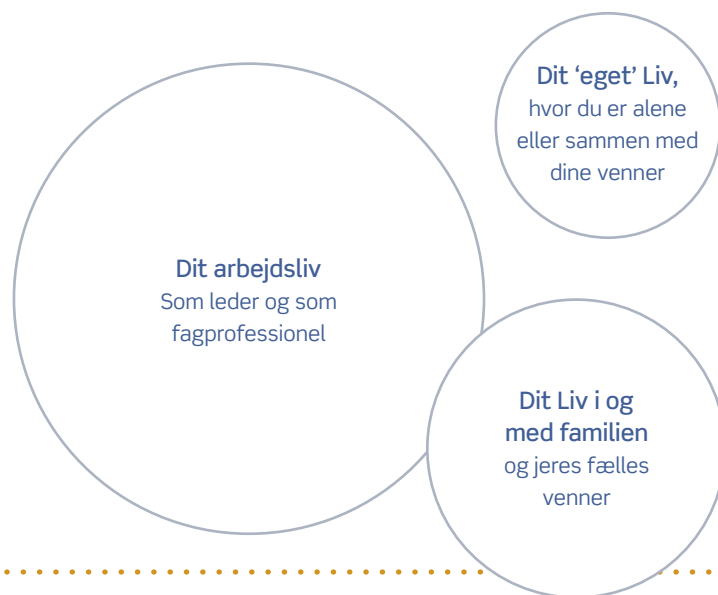 Dit 'eget' Liv,
hvor du er alene
eller sammen med
dine venner
Dit arbejdsliv
Som leder og som
fagprofessionel
Dit Liv i og
med familien
og jeres fælles
venner